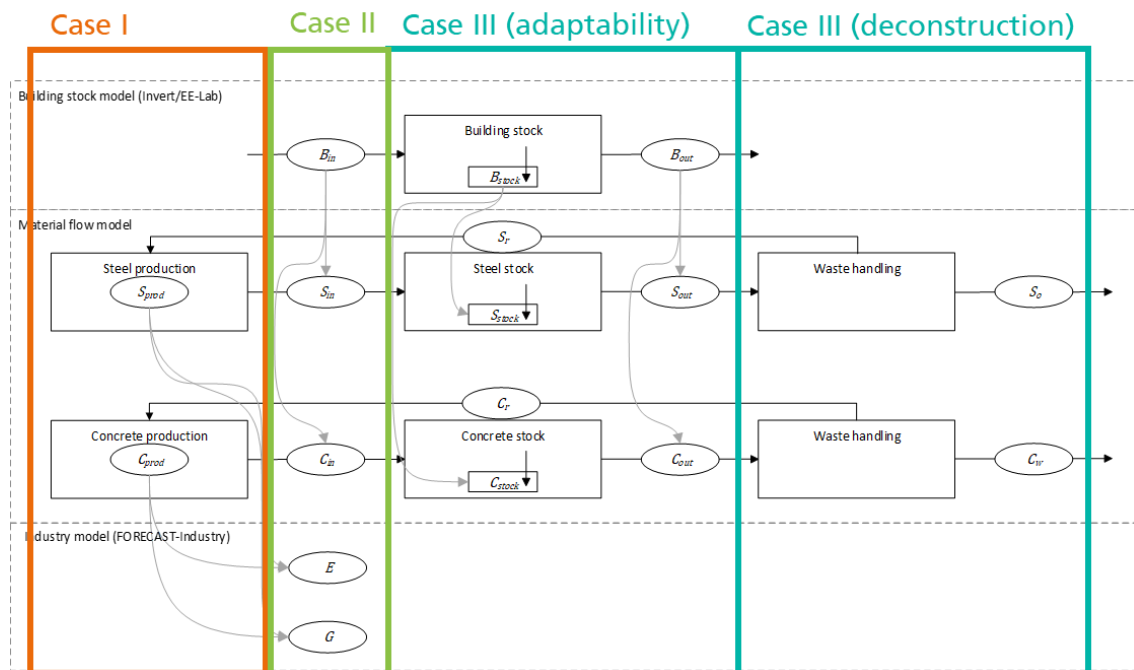 Case I
Case II
Case III (adaptability)
Case III (deconstruction)
Building stock model (Invert/EE-Lab)
Building stock
B_in
B_out
B_stock
Material flow model
S_r
Steel production
Steel stock
Waste handling
S_prod
S_in
S_out
S_o
S_stock
C_r
Concrete production
Concrete stock
Waste handling
C_prod
C_in
C_out
C_w
C_stock
Industry model (FORECAST-Industry)
E
G